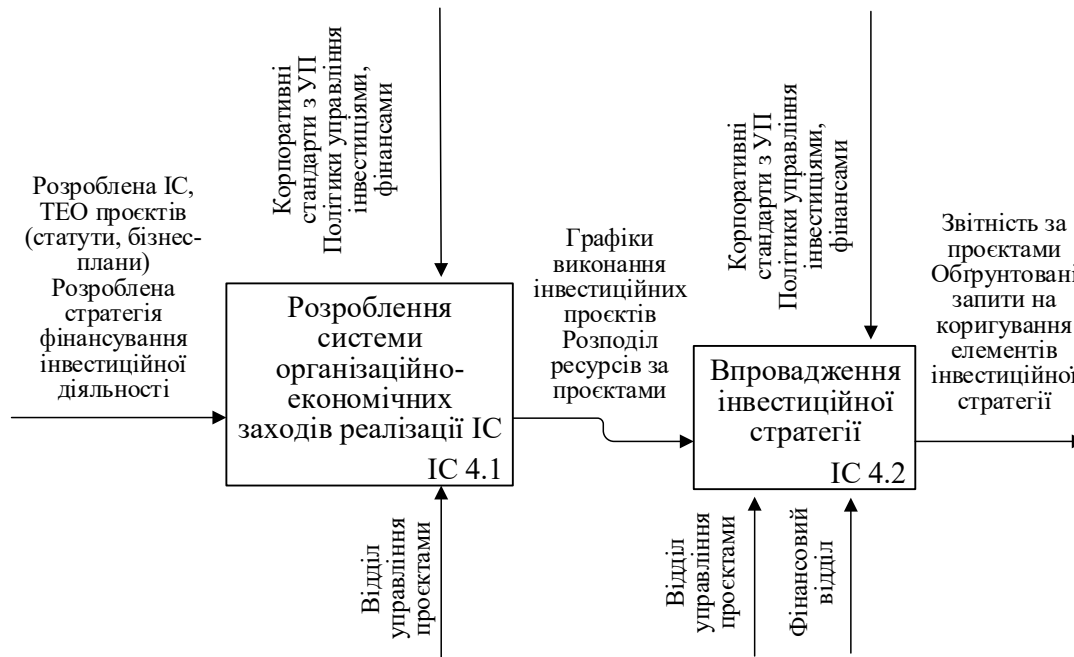 Корпоративні
стандарти з УП
Політики управління
інвестиціями,
фінансами
Корпоративні
стандарти з УП
Політики управління
інвестиціями,
фінансами
Розроблена ІС,
ТЕО проєктів
(статути, бізнес-
плани)
Розроблена
стратегія
фінансування
інвестиційної
діяльності
Розроблення
системи
організаційно-
економічних
заходів реалізації ІС
ІС 4.1
Графіки
виконання
інвестиційних
проєктів
Розподіл
ресурсів за
проєктами
Впровадження
інвестиційної
стратегії
ІС 4.2
Звітність за
проєктами
Обґрунтовані
запити на
коригування
елементів
інвестиційної
стратегії
Відділ
управління
проєктами
Відділ
управління
проєктами
Фінансовий
відділ